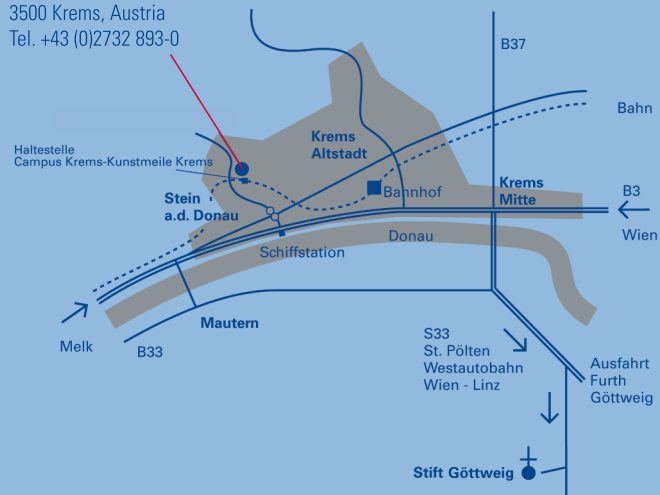 3500 Krems, Austria
Tel. +43 (0)2732 893-0
B37
Bahn
Krems
Altstadt
Haltestelle
Campus Krems-Kunstmeile Krems
Bahnhof
Krems
Mitte
B3
Wien
Stein
a.d. Donau
Donau
Schiffstation
Mautern
Melk
B33
S33
St. Pölten
Westautobahn
Wien - Linz
Ausfahrt
Furth
Göttweig
Stift Göttweig